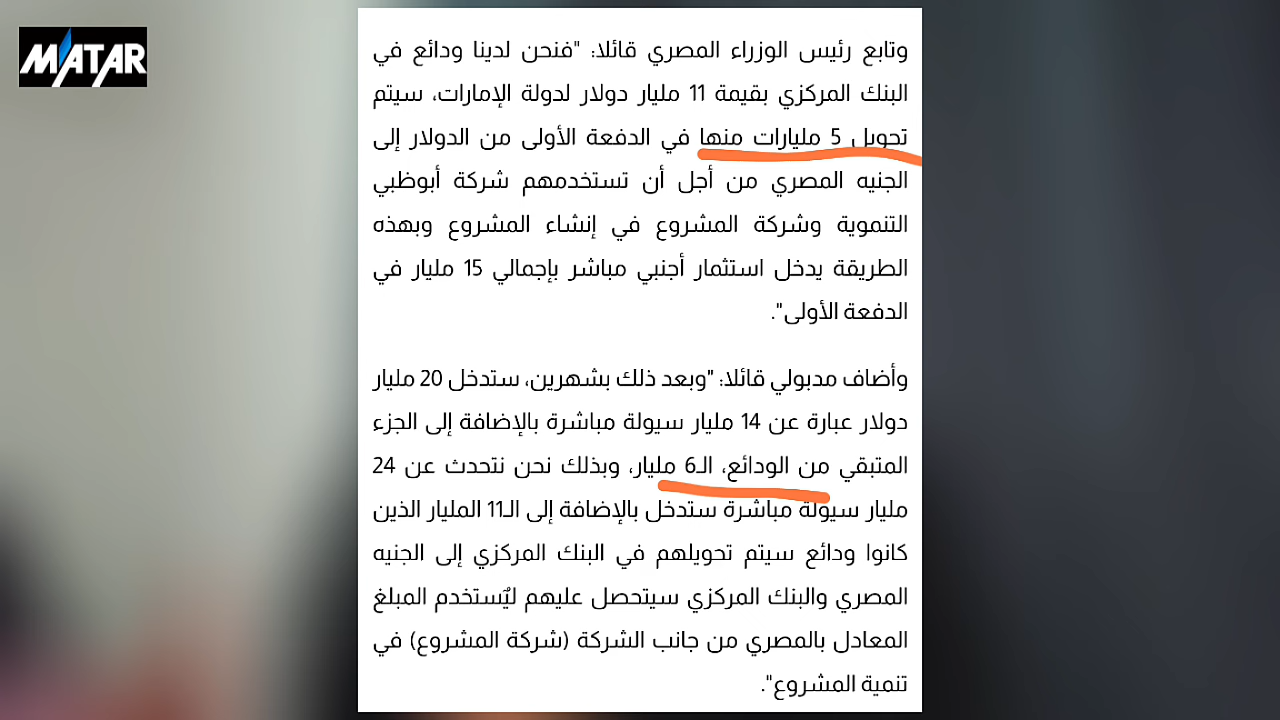 MATAR
وتابع رئيس الوزراء المصري قائلا: "فنحن لدينا ودائع في
البنك المركزي بقيمة 11 مليار دولار لدولة الإمارات، سيتم
تحويل 5 مليارات منها في الدفعة الأولى من الدولار إلى
الجنيه المصري من أجل أن تستخدمهم شركة أبوظبي
التنموية وشركة المشروع في إنشاء المشروع وبهذه
الطريقة يدخل استثمار أجنبي مباشر بإجمالي 15 مليار في
الدفعة الأولى".
وأضاف مدبولي قائلا: "وبعد ذلك بشهرين، ستدخل 20 مليار
دولار عبارة عن 14 مليار سيولة مباشرة بالإضافة إلى الجزء
المتبقي من الودائع، الـ6 مليار، وبذلك نحن نتحدث عن 24
مليار سيولة مباشرة ستدخل بالإضافة إلى الـ11 المليار الذين
كانوا ودائع سيتم تحويلهم في البنك المركزي إلى الجنيه
المصري والبنك المركزي سيتحصل عليهم ليُستخدم المبلغ
المعادل بالمصري من جانب الشركة (شركة المشروع) في
تنمية المشروع".